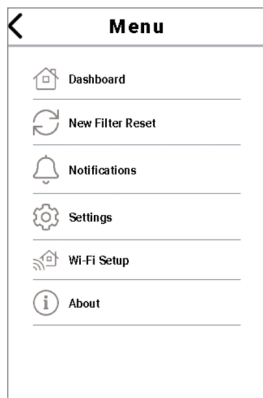 Menu
Dashboard
New Filter Reset
Notifications
Settings
Wi-Fi Setup
About